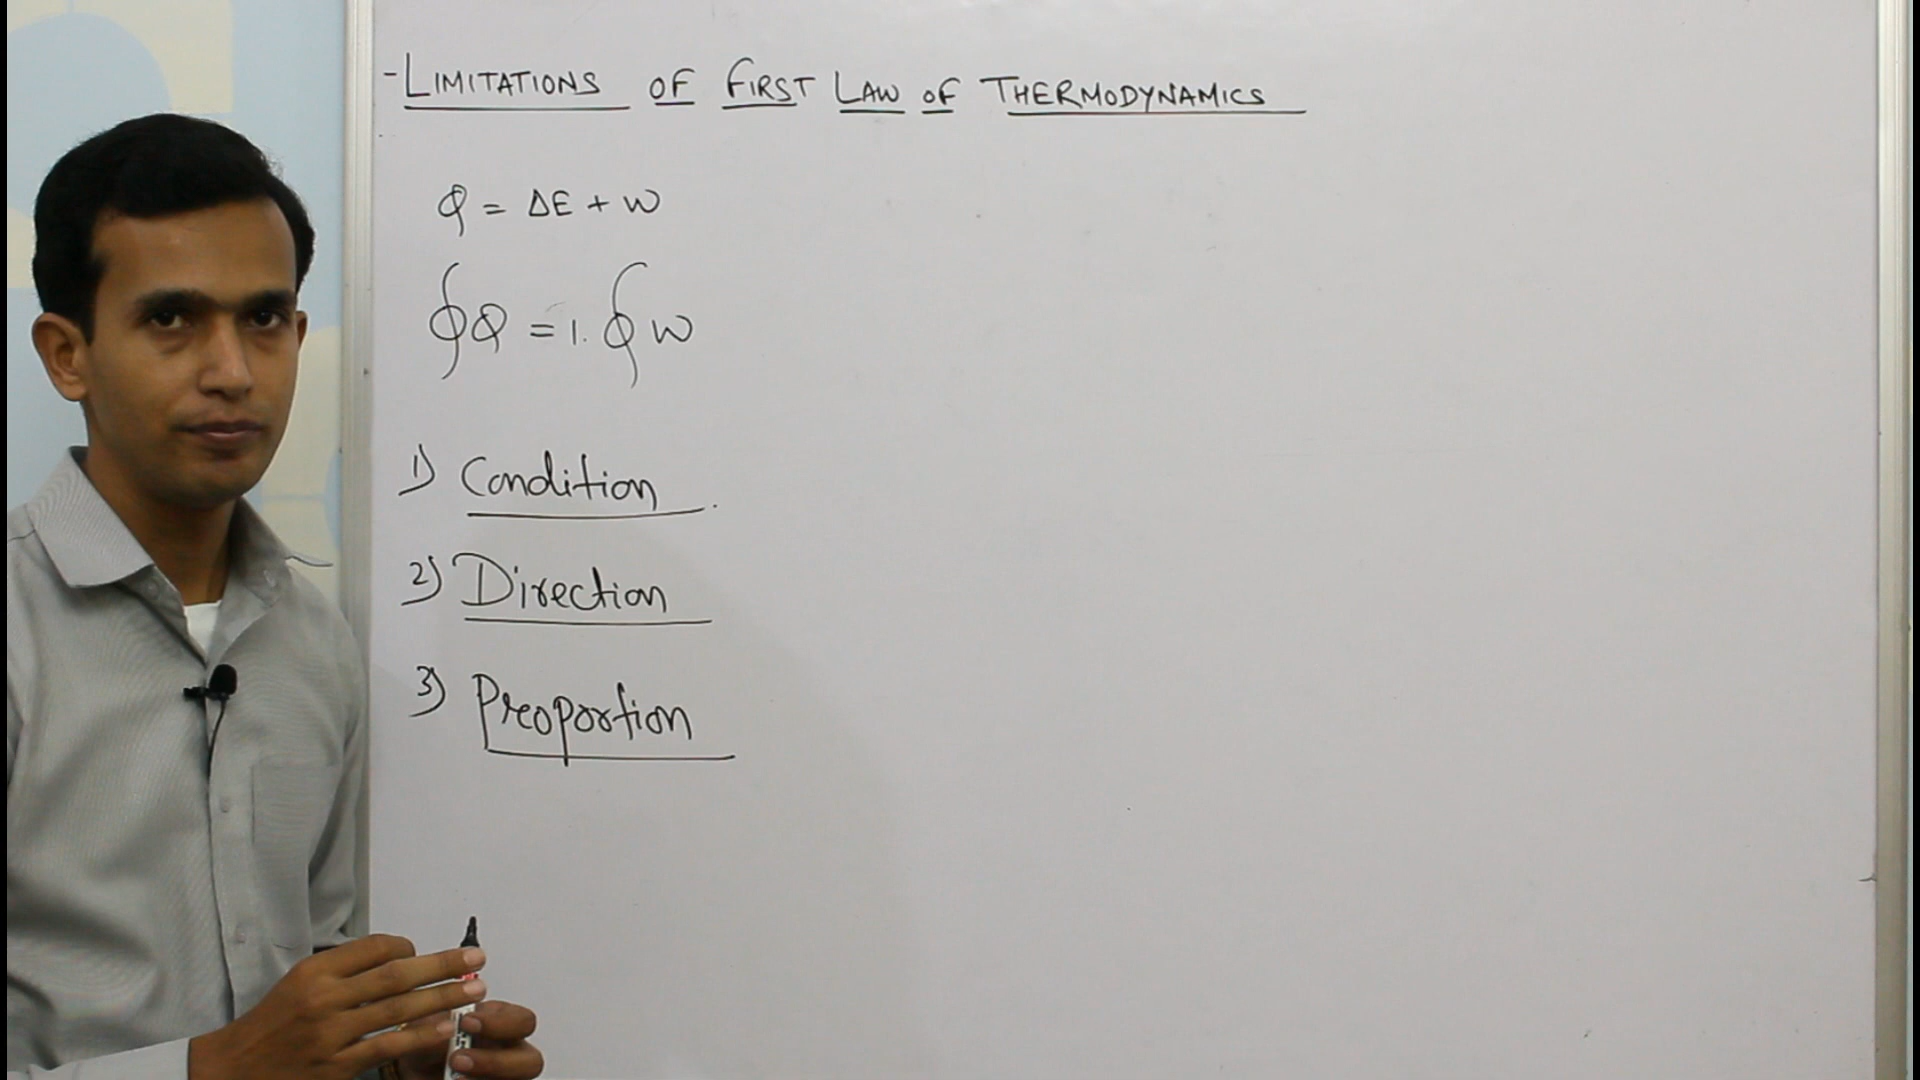 - LIMITATIONS OF FIRST LAW OF THERMODYNAMICS
Q = ΔE + W
∮Q = 1. ∮W
1) Condition
2) Direction
3) Preoportion